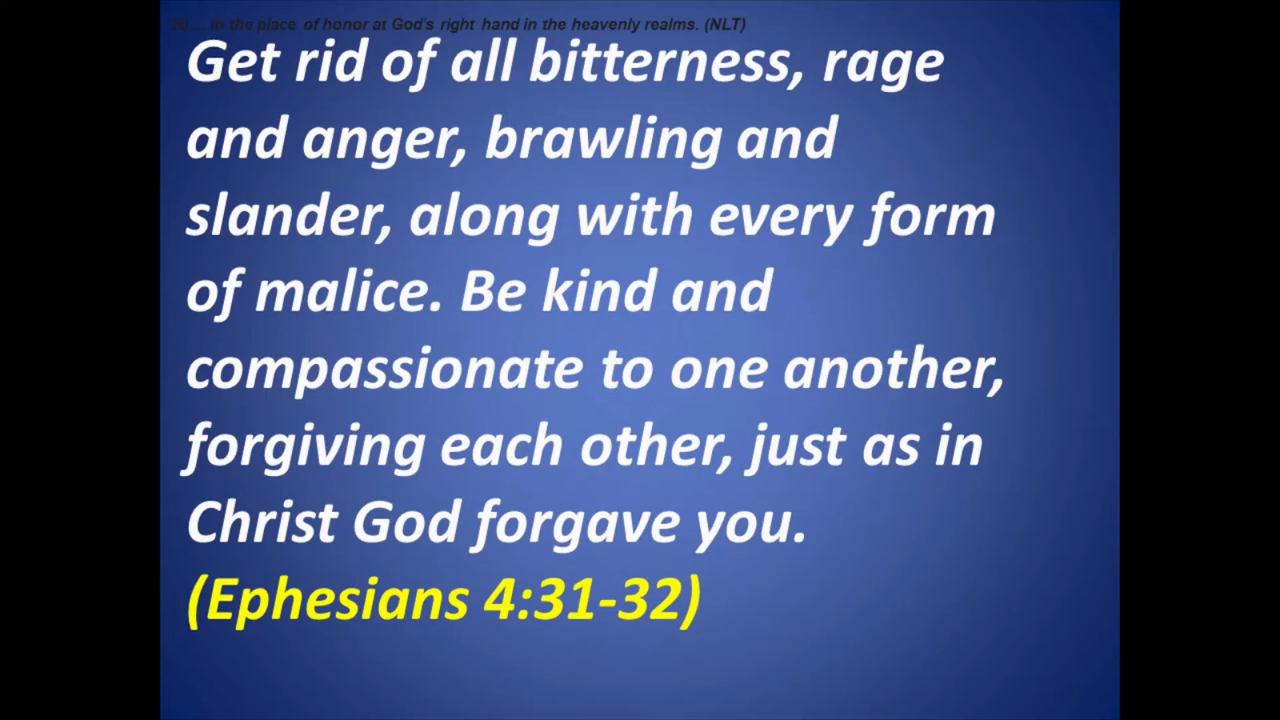 20 ... in the place of honor at God's right hand in the heavenly realms. (NLT)
Get rid of all bitterness, rage
and anger, brawling and
slander, along with every form
of malice. Be kind and
compassionate to one another,
forgiving each other, just as in
Christ God forgave you.
(Ephesians 4:31-32)